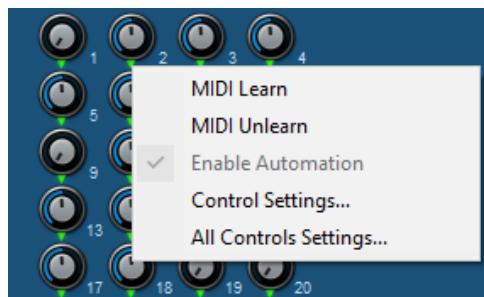 1 2 3 4
MIDI Learn
5
MIDI Unlearn
9
Enable Automation
Control Settings...
13
All Controls Settings...
17 18 19 20